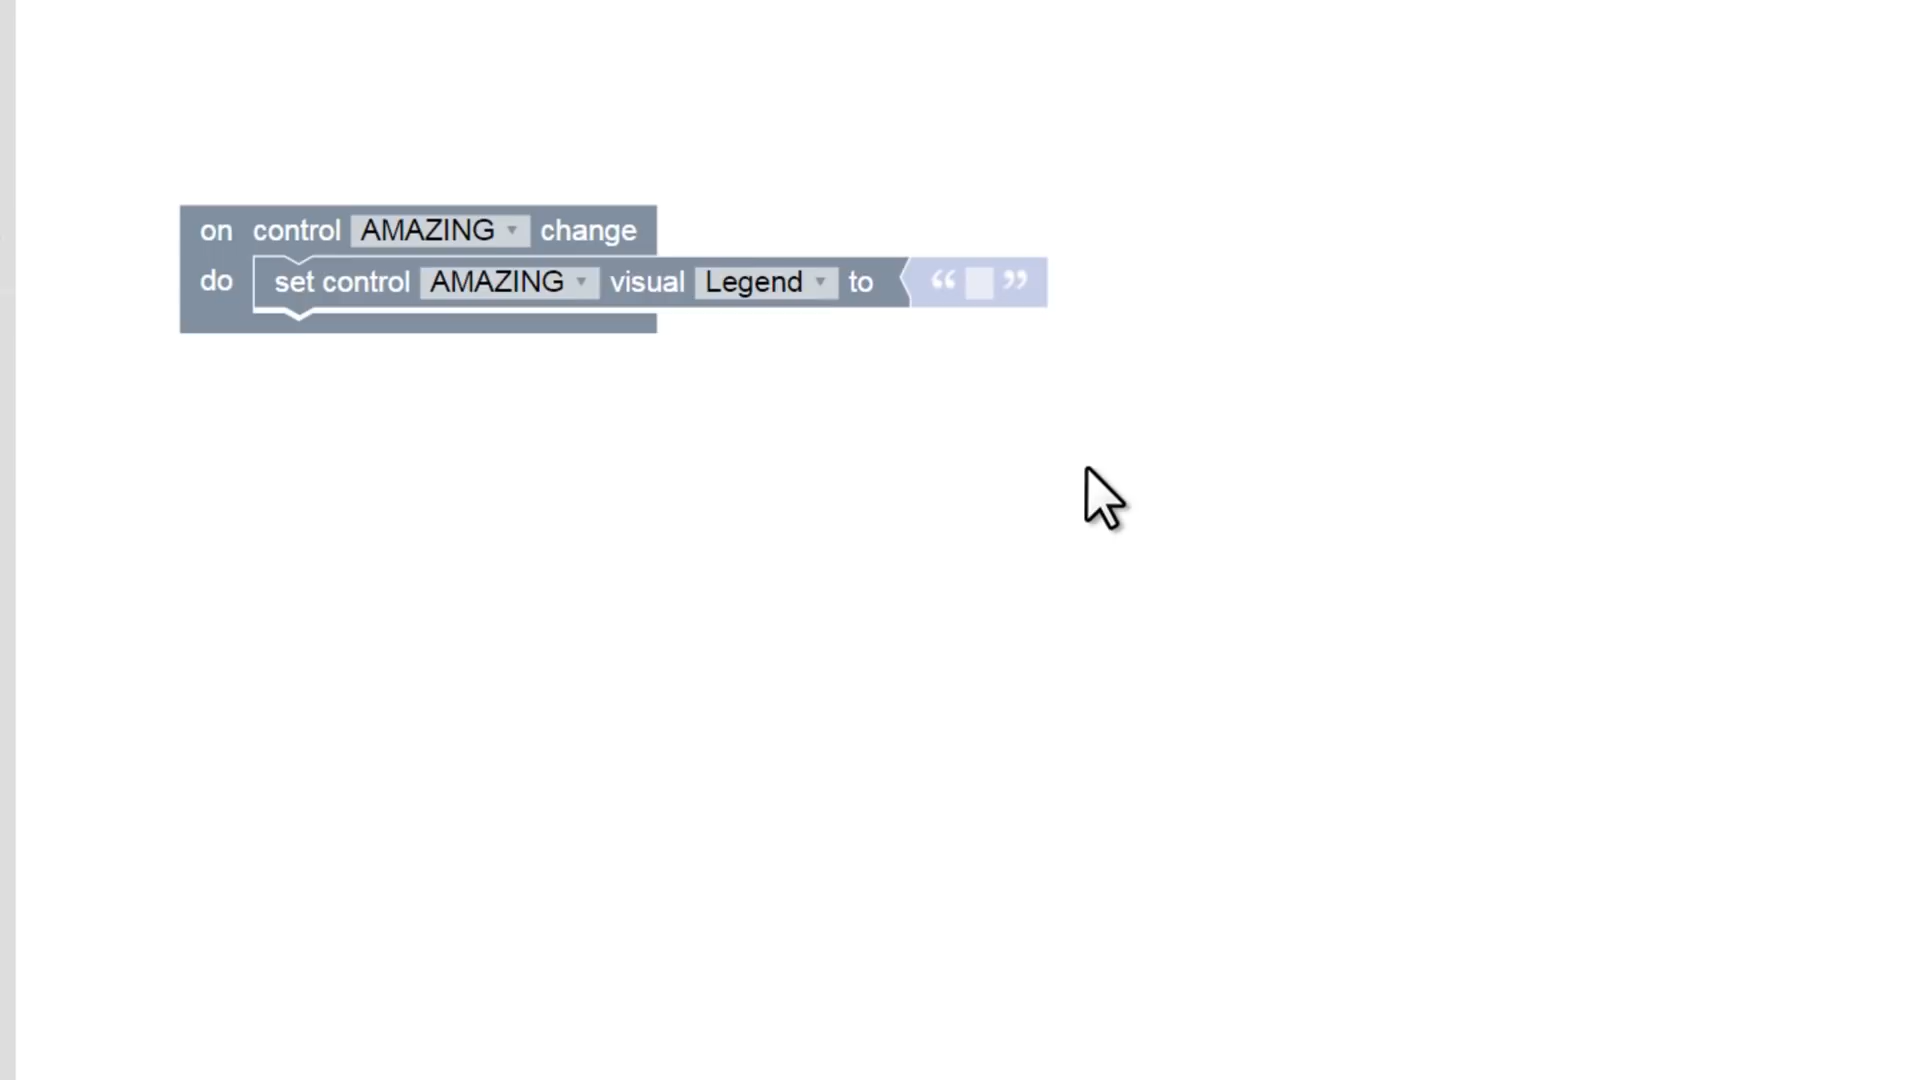 on control AMAZING change
do set control AMAZING visual Legend to “ ”